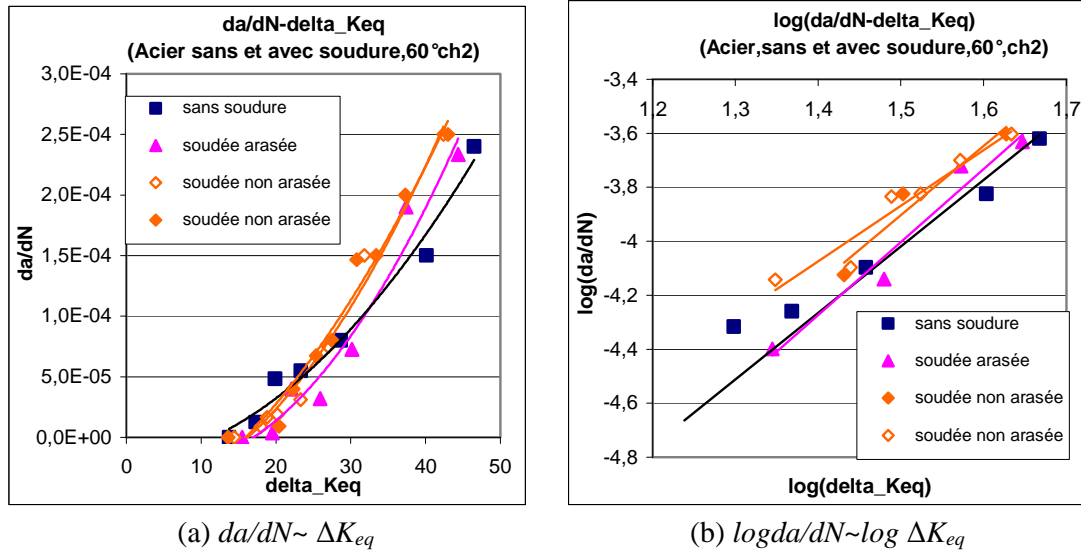 da/dN-delta_Keq
(Acier sans et avec soudure,60°ch2)
3,0E-04
2,5E-04
2,0E-04
1,5E-04
1,0E-04
5,0E-05
0,0E+00
da/dN
sans soudure
soudée arasée
soudée non arasée
soudée non arasée
0 10 20 30 40 50
delta_Keq
(a) da/dN~ ΔKeq
log(da/dN-delta_Keq)
(Acier,sans et avec soudure,60°,ch2)
-3,4
1,2 1,3 1,4 1,5 1,6 1,7
-3,6
-3,8
-4
-4,2
-4,4
-4,6
-4,8
log(da/dN)
sans soudure
soudée arasée
soudée non arasée
soudée non arasée
log(delta_Keq)
(b) logda/dN~log ΔKeq